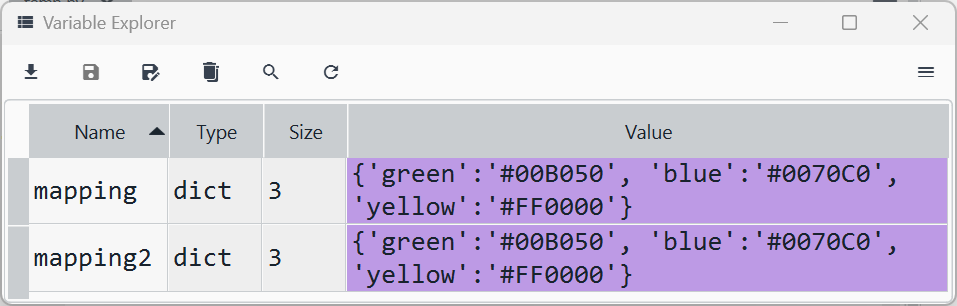 Variable Explorer
Name Type Size Value
mapping dict 3 {'green':'#00B050', 'blue':'#0070C0',
'yellow':'#FF0000'}
mapping2 dict 3 {'green':'#00B050', 'blue':'#0070C0',
'yellow':'#FF0000'}